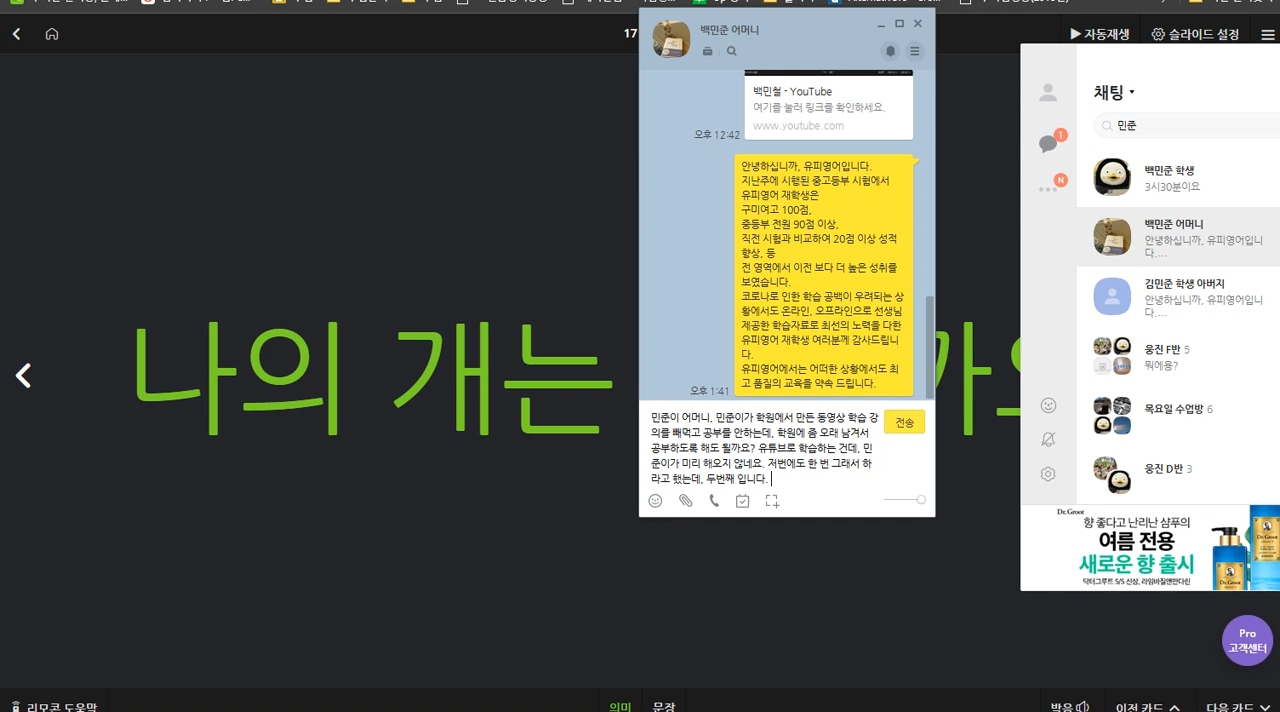 17
자동재생
슬라이드 설정
나의 개는
백민준 어머니
백민철 - YouTube
여기를 눌러 링크를 확인하세요.
www.youtube.com
오후 12:42
안녕하십니까, 유피영어입니다.
지난주에 시행된 중고등부 시험에서
유피영어 재학생은
구미여고 100점,
중등부 전원 90점 이상,
직전 시험과 비교하여 20점 이상 성적
향상, 등
전 영역에서 이전 보다 더 높은 성취를
보였습니다.
코로나로 인한 학습 공백이 우려되는 상
황에서도 온라인, 오프라인으로 선생님
제공한 학습자료로 최선의 노력을 다한
유피영어 재학생 여러분께 감사드립니
다.
유피영어에서는 어떠한 상황에서도 최
고 품질의 교육을 약속 드립니다.
오후 1:41
민준이 어머니, 민준이가 학원에서 만든 동영상 학습 강
의를 빼먹고 공부를 안하는데, 학원에 좀 오래 남겨서
공부하도록 해도 될까요? 유튜브로 학습하는 건데, 민
준이가 미리 해오지 않네요. 저번에도 한 번 그래서 하
라고 했는데, 두번째 입니다.
전송
채팅
민준
1
N
백민준 학생
3시30분이요
백민준 어머니
안녕하십니까, 유피영어입니
다....
김민준 학생 아버지
안녕하십니까, 유피영어입니
다....
웅진 F반 5
뭐에용?
목요일 수업방 6
웅진 D반 3
Dr.Groot
향 좋다고 난리난 샴푸의
여름 전용
새로운 향 출시
닥터그루트 S/S 신상, 라임바질앤만다린
Pro
고객센터
리모콘 도움말
의미
문장
발음
이전 카드
다음 카드